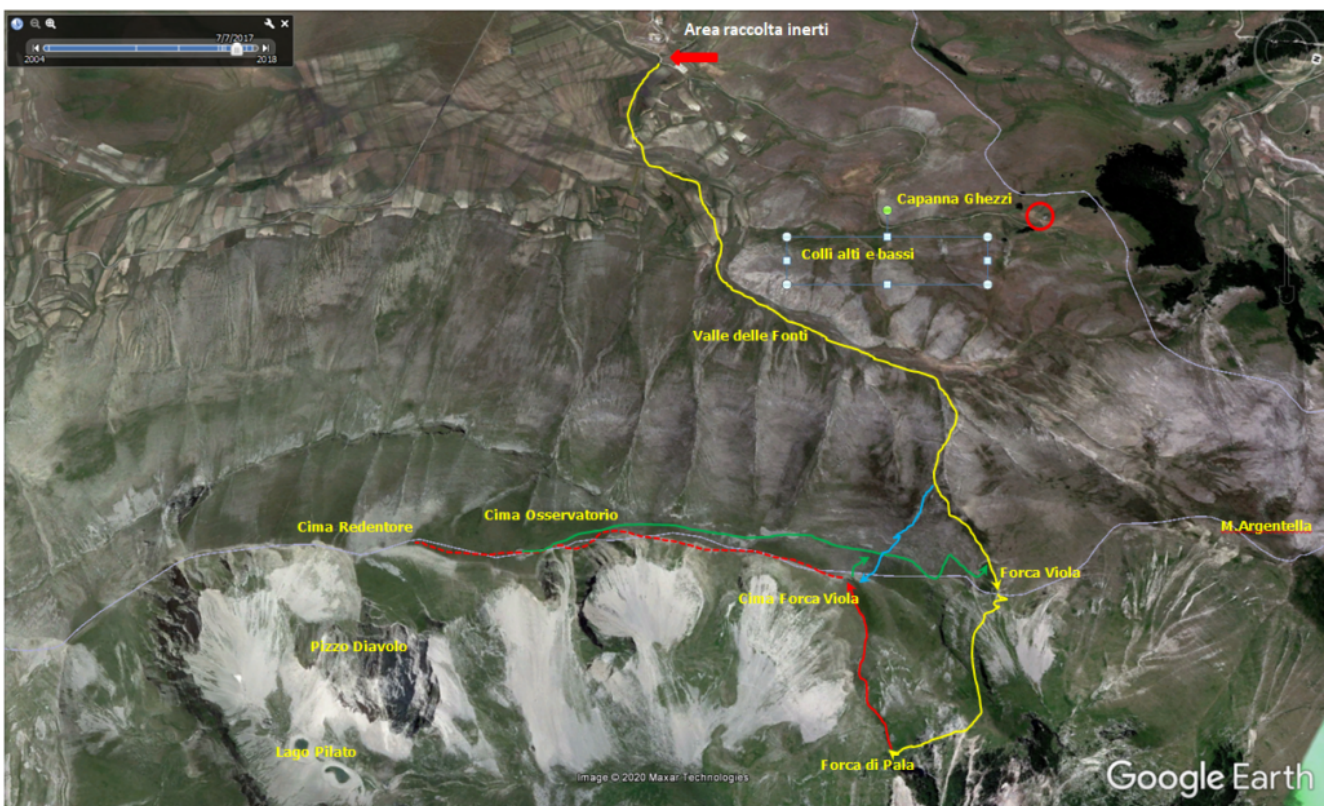 7/7/2017
2004
2018
Area raccolta inerti
Capanna Ghezzi
Colli alti e bassi
Valle delle Fonti
Cima Osservatorio
Cima Redentore
M.Argentella
Forca Viola
Cima Forca Viola
Pizzo Diavolo
Lago Pilato
Forca di Pala
Image © 2020 Maxar Technologies
Google Earth